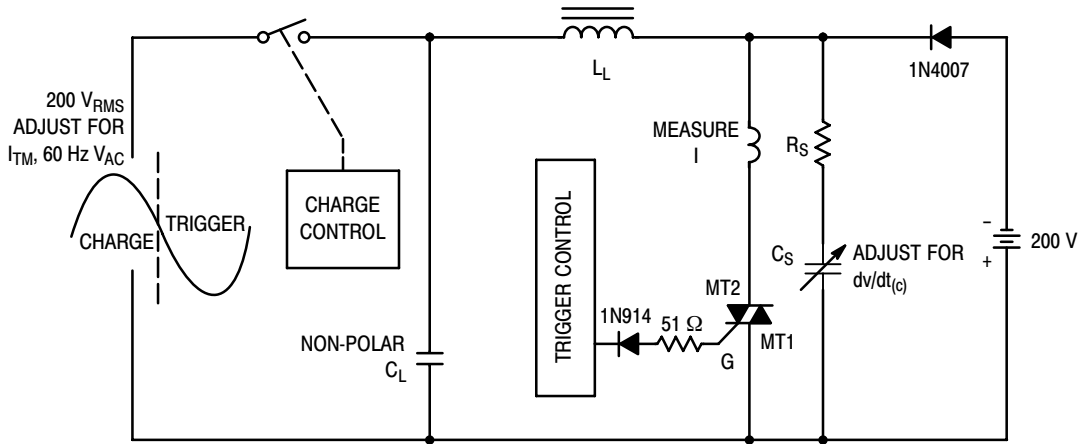 200 V_RMS
ADJUST FOR
I_TM, 60 Hz V_AC
CHARGE
TRIGGER
CHARGE
CONTROL
NON-POLAR
C_L
L_L
TRIGGER CONTROL
1N914
51 Ω
G
MT2
MT1
MEASURE
I
R_S
C_S
ADJUST FOR
dv/dt_(c)
1N4007
−
+
200 V